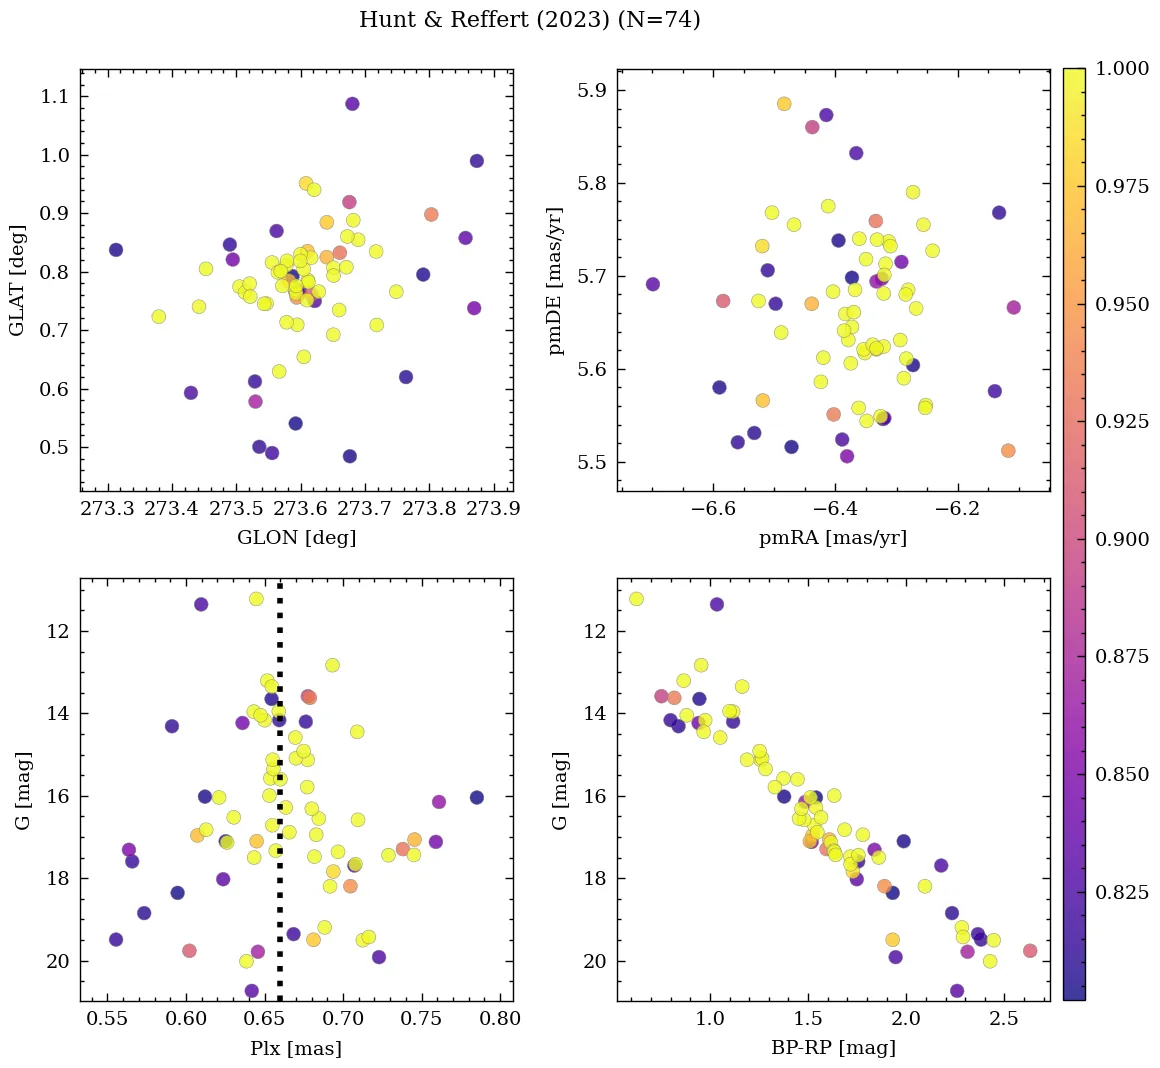 Hunt & Reffert (2023) (N=74)
1.1
1.0
0.9
0.8
0.7
0.6
0.5
GLAT [deg]
273.3 273.4 273.5 273.6 273.7 273.8 273.9
GLON [deg]
5.9
5.8
5.7
5.6
5.5
pmDE [mas/yr]
−6.6 −6.4 −6.2
pmRA [mas/yr]
12
14
16
18
20
G [mag]
0.55 0.60 0.65 0.70 0.75 0.80
Plx [mas]
12
14
16
18
20
G [mag]
1.0 1.5 2.0 2.5
BP-RP [mag]
1.000
0.975
0.950
0.925
0.900
0.875
0.850
0.825